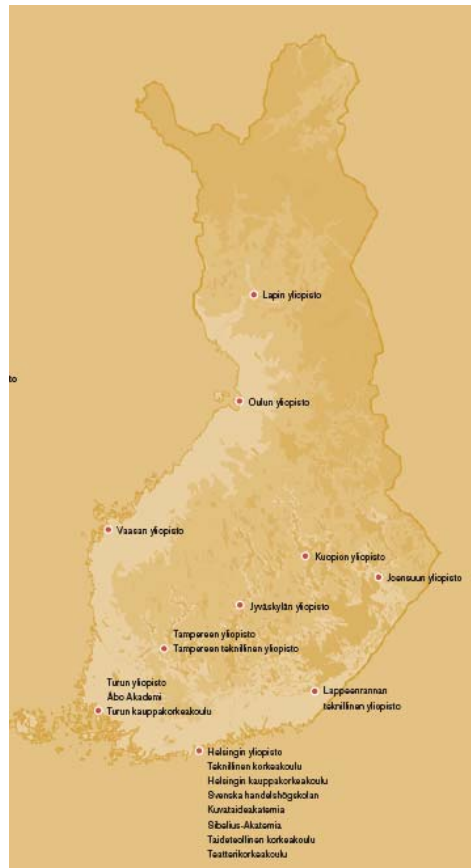 Lapin yliopisto
to
Oulun yliopisto
Vaasan yliopisto
Kuopion yliopisto
Joensuun yliopisto
Jyväskylän yliopisto
Tampereen yliopisto
Tampereen teknillinen yliopisto
Turun yliopisto
Åbo Akademi
Turun kauppakorkeakoulu
Lappeenrannan
teknillinen yliopisto
Helsingin yliopisto
Teknillinen korkeakoulu
Helsingin kauppakorkeakoulu
Svenska handelshögskolan
Kuvataideakatemia
Sibelius-Akatemia
Taideteollinen korkeakoulu
Teatterikorkeakoulu